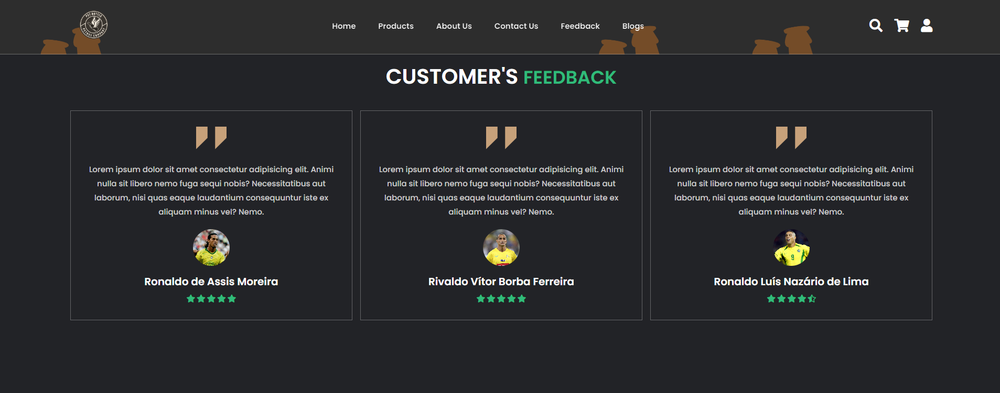 PET BOTTLE
PRODUCT COMPANY
Home Products About Us Contact Us Feedback Blogs
CUSTOMER'S FEEDBACK
Lorem ipsum dolor sit amet consectetur adipisicing elit. Animi
nulla sit libero nemo fuga sequi nobis? Necessitatibus aut
laborum, nisi quas eaque laudantium consequuntur iste ex
aliquam minus vel? Nemo.
Ronaldo de Assis Moreira
Lorem ipsum dolor sit amet consectetur adipisicing elit. Animi
nulla sit libero nemo fuga sequi nobis? Necessitatibus aut
laborum, nisi quas eaque laudantium consequuntur iste ex
aliquam minus vel? Nemo.
Rivaldo Vítor Borba Ferreira
Lorem ipsum dolor sit amet consectetur adipisicing elit. Animi
nulla sit libero nemo fuga sequi nobis? Necessitatibus aut
laborum, nisi quas eaque laudantium consequuntur iste ex
aliquam minus vel? Nemo.
9
Ronaldo Luís Nazário de Lima